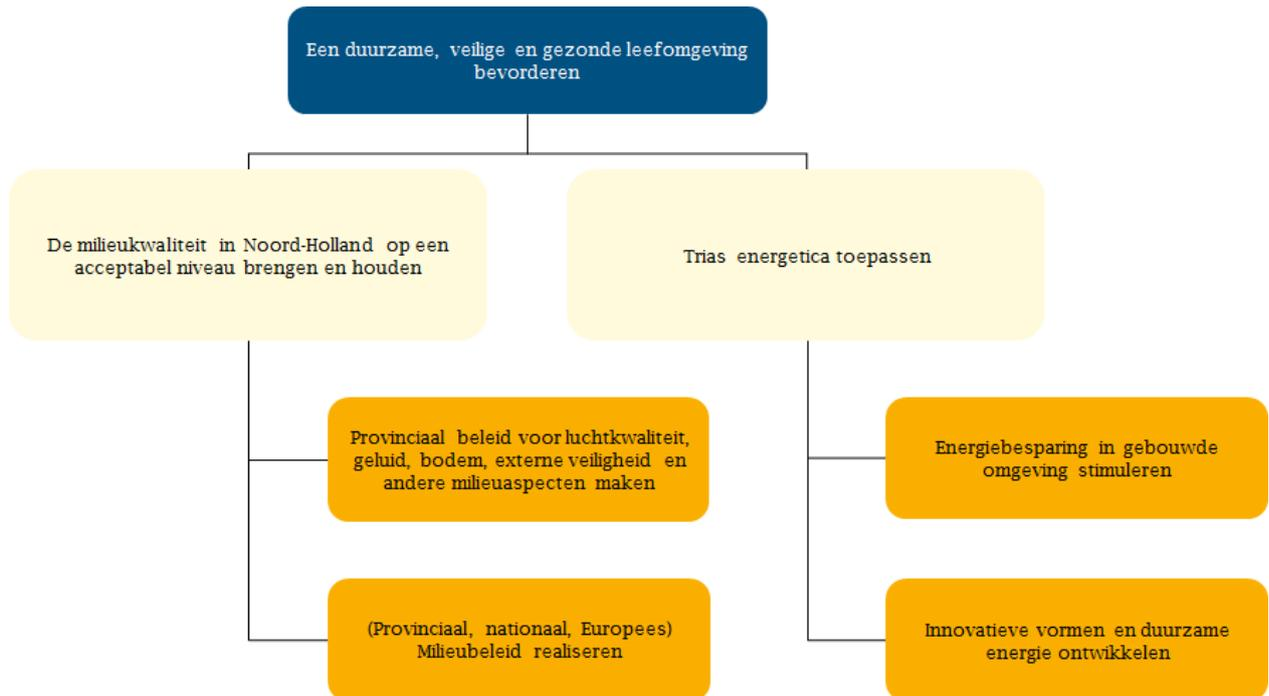 Een duurzame, veilige en gezonde leefomgeving
bevorderen
De milieukwaliteit in Noord-Holland op een
acceptabel niveau brengen en houden
Trias energetica toepassen
Provinciaal beleid voor luchtkwaliteit,
geluid, bodem, externe veiligheid en
andere milieuaspecten maken
Energiebesparing in gebouwde
omgeving stimuleren
(Provinciaal, nationaal, Europees)
Milieubeleid realiseren
Innovatieve vormen en duurzame
energie ontwikkelen